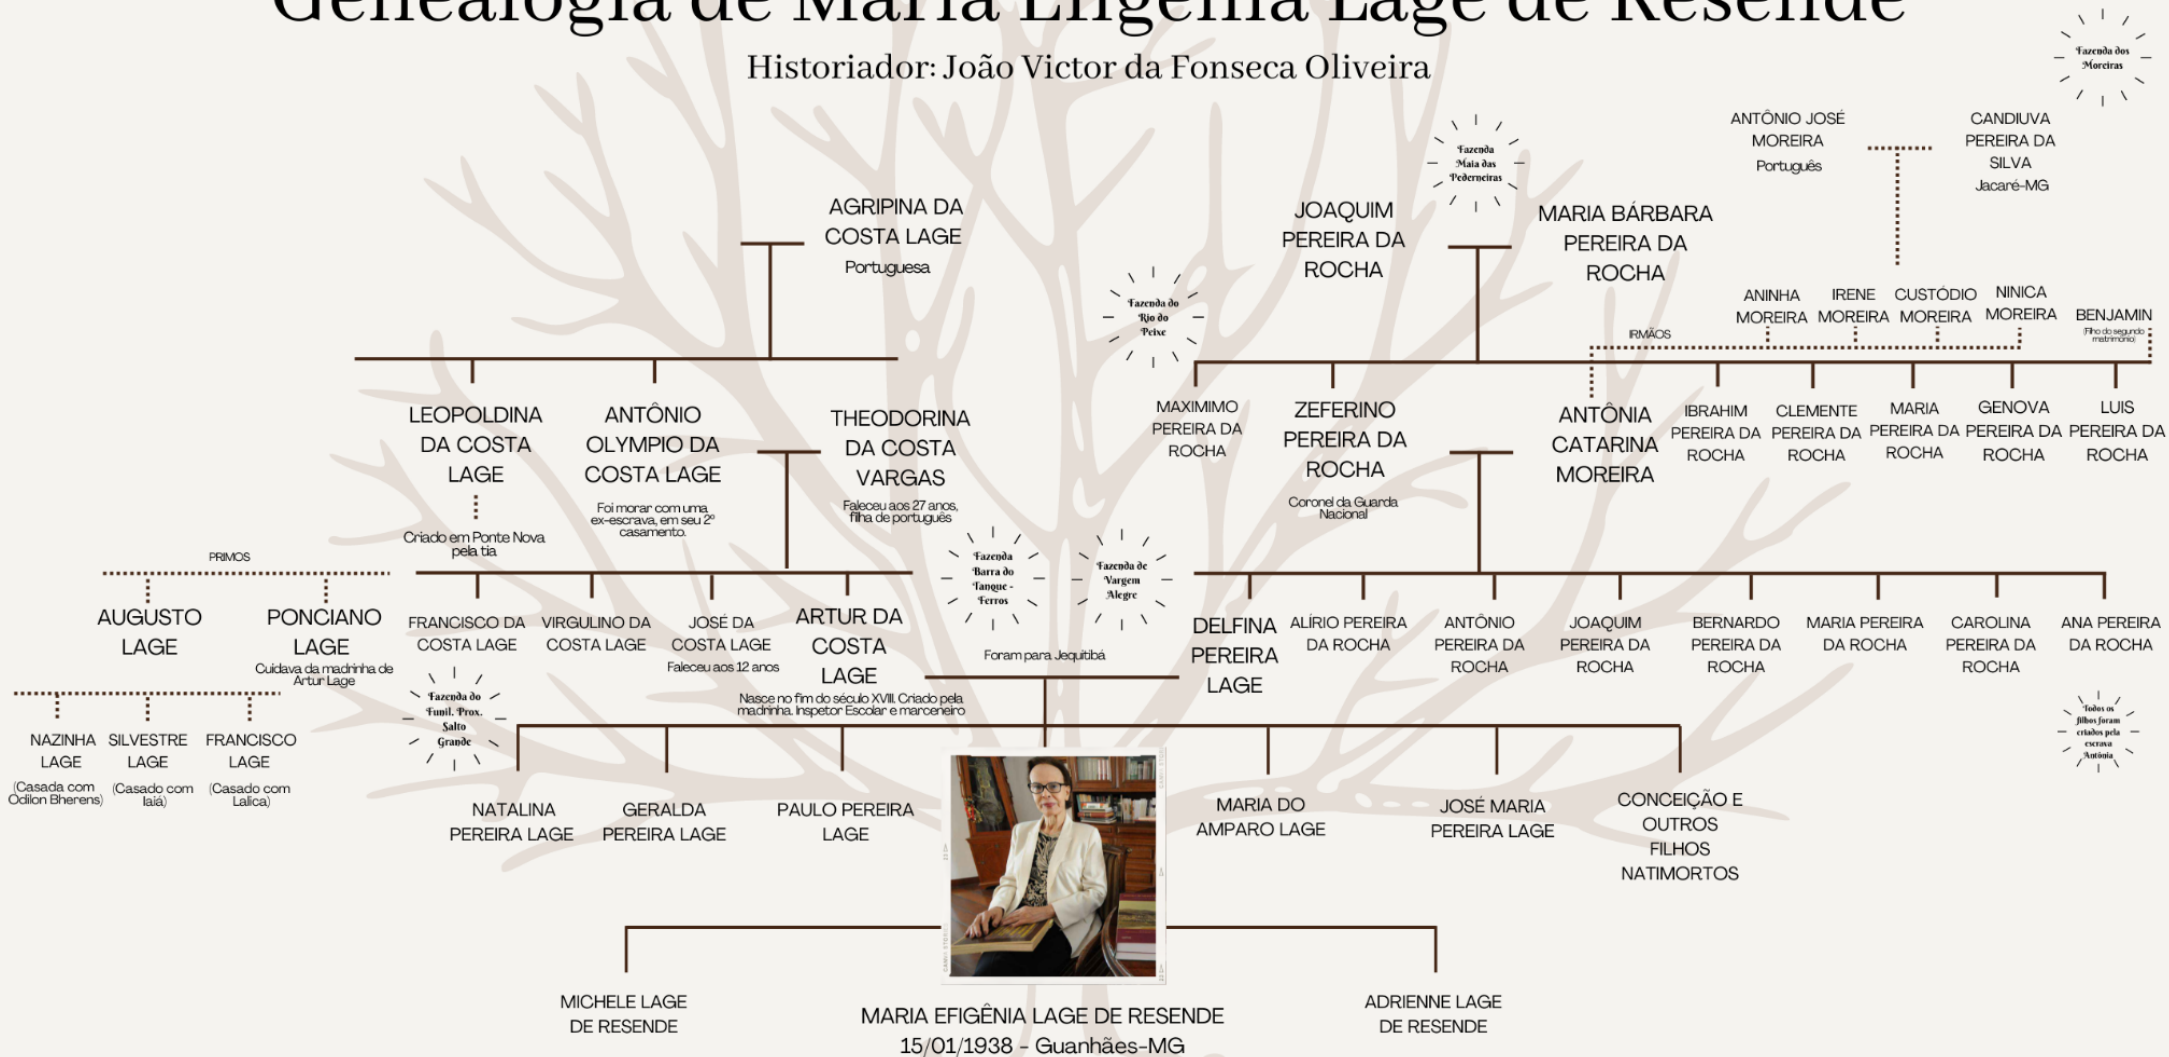 Genealogia de Maria Efigênia Lage de Resende
Historiador: João Victor da Fonseca Oliveira
Fazenda dos
Moreiras
ANTÔNIO JOSÉ
MOREIRA
Português
CANDIUVA
PEREIRA DA
SILVA
Jacaré-MG
Fazenda
Maia das
Pederneiras
AGRIPINA DA
COSTA LAGE
Portuguesa
JOAQUIM
PEREIRA DA
ROCHA
MARIA BÁRBARA
PEREIRA DA
ROCHA
Fazenda do
Rio do
Peixe
ANINHA
MOREIRA
IRENE
MOREIRA
CUSTÓDIO
MOREIRA
NINICA
MOREIRA
BENJAMIN
(Filho do segundo
matrimônio)
IRMÃOS
LEOPOLDINA
DA COSTA
LAGE
Criado em Ponte Nova
pela tia
ANTÔNIO
OLYMPIO DA
COSTA LAGE
Foi morar com uma
ex-escrava, em seu 2º
casamento.
THEODORINA
DA COSTA
VARGAS
Faleceu aos 27 anos,
filha de português
MAXIMIMO
PEREIRA DA
ROCHA
ZEFERINO
PEREIRA DA
ROCHA
Coronel da Guarda
Nacional
ANTÔNIA
CATARINA
MOREIRA
IBRAHIM
PEREIRA DA
ROCHA
CLEMENTE
PEREIRA DA
ROCHA
MARIA
PEREIRA DA
ROCHA
GENOVA
PEREIRA DA
ROCHA
LUIS
PEREIRA DA
ROCHA
PRIMOS
AUGUSTO
LAGE
PONCIANO
LAGE
Cuidava da madrinha de
Artur Lage
FRANCISCO DA
COSTA LAGE
VIRGULINO DA
COSTA LAGE
JOSÉ DA
COSTA LAGE
Faleceu aos 12 anos
ARTUR DA
COSTA
LAGE
Nasce no fim do século XVIII. Criado pela
madrinha. Inspetor Escolar e marceneiro
Fazenda
Barra do
Tanque -
Ferros
Fazenda de
Vargem
Alegre
Foram para Jequitibá
DELFINA
PEREIRA
LAGE
ALÍRIO PEREIRA
DA ROCHA
ANTÔNIO
PEREIRA DA
ROCHA
JOAQUIM
PEREIRA DA
ROCHA
BERNARDO
PEREIRA DA
ROCHA
MARIA PEREIRA
DA ROCHA
CAROLINA
PEREIRA DA
ROCHA
ANA PEREIRA
DA ROCHA
Todos os
filhos foram
criados pela
escrava
Antônia
NAZINHA
LAGE
(Casada com
Odilon Bherens)
SILVESTRE
LAGE
(Casado com
Iaiá)
FRANCISCO
LAGE
(Casado com
Lalica)
Fazenda do
Funil. Prox.
Salto
Grande
NATALINA
PEREIRA LAGE
GERALDA
PEREIRA LAGE
PAULO PEREIRA
LAGE
MARIA DO
AMPARO LAGE
JOSÉ MARIA
PEREIRA LAGE
CONCEIÇÃO E
OUTROS
FILHOS
NATIMORTOS
MICHELE LAGE
DE RESENDE
MARIA EFIGÊNIA LAGE DE RESENDE
15/01/1938 - Guanhães-MG
ADRIENNE LAGE
DE RESENDE